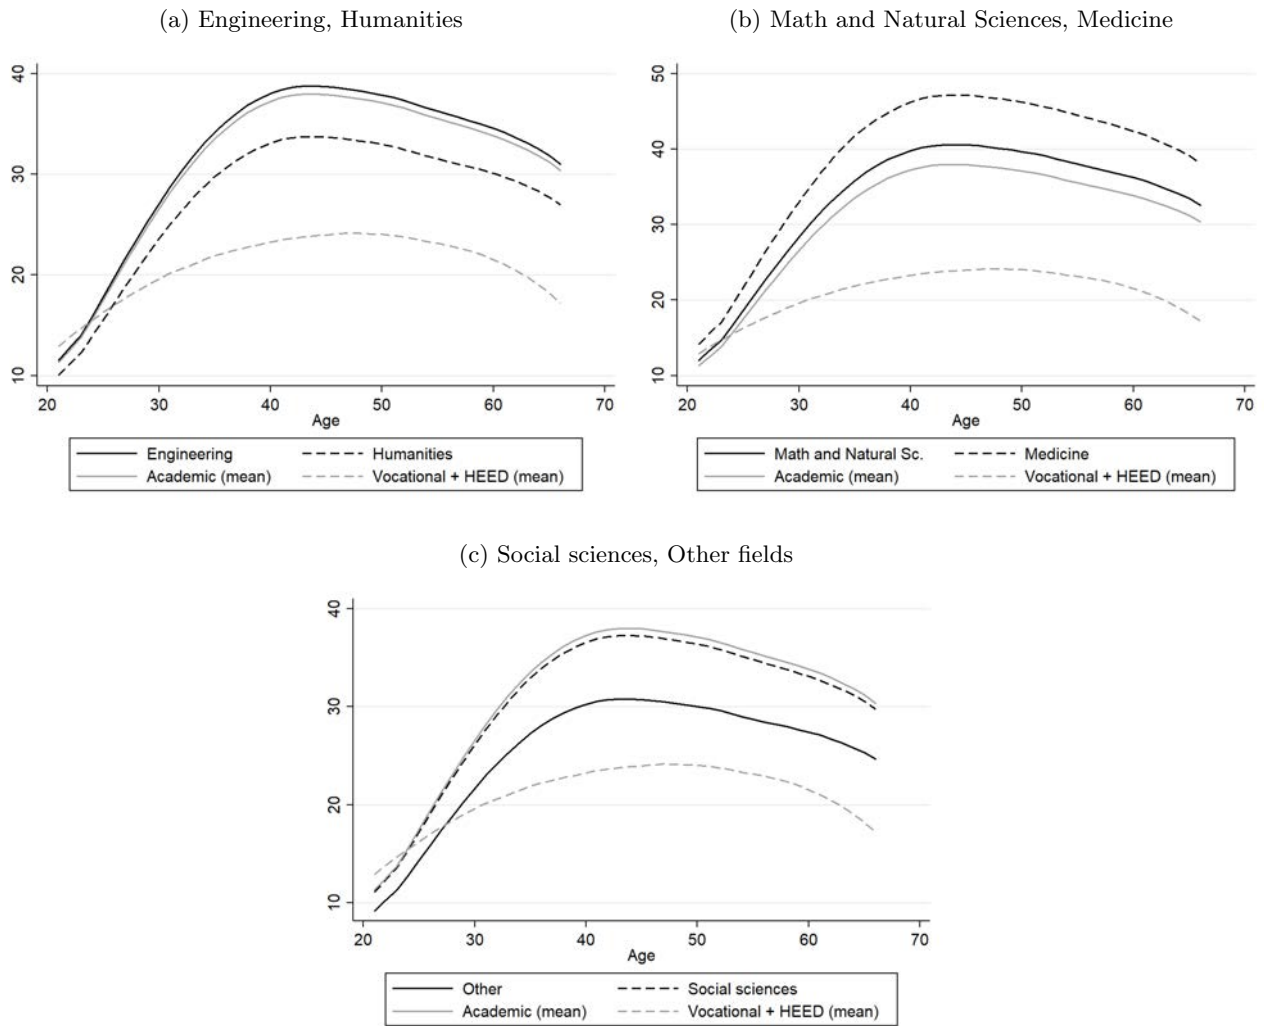 (a) Engineering, Humanities
40
30
20
10
20 30 40 50 60 70
Age
Engineering Humanities
Academic (mean) Vocational + HEED (mean)
(b) Math and Natural Sciences, Medicine
50
40
30
20
10
20 30 40 50 60 70
Age
Math and Natural Sc. Medicine
Academic (mean) Vocational + HEED (mean)
(c) Social sciences, Other fields
40
30
20
10
20 30 40 50 60 70
Age
Other Social sciences
Academic (mean) Vocational + HEED (mean)